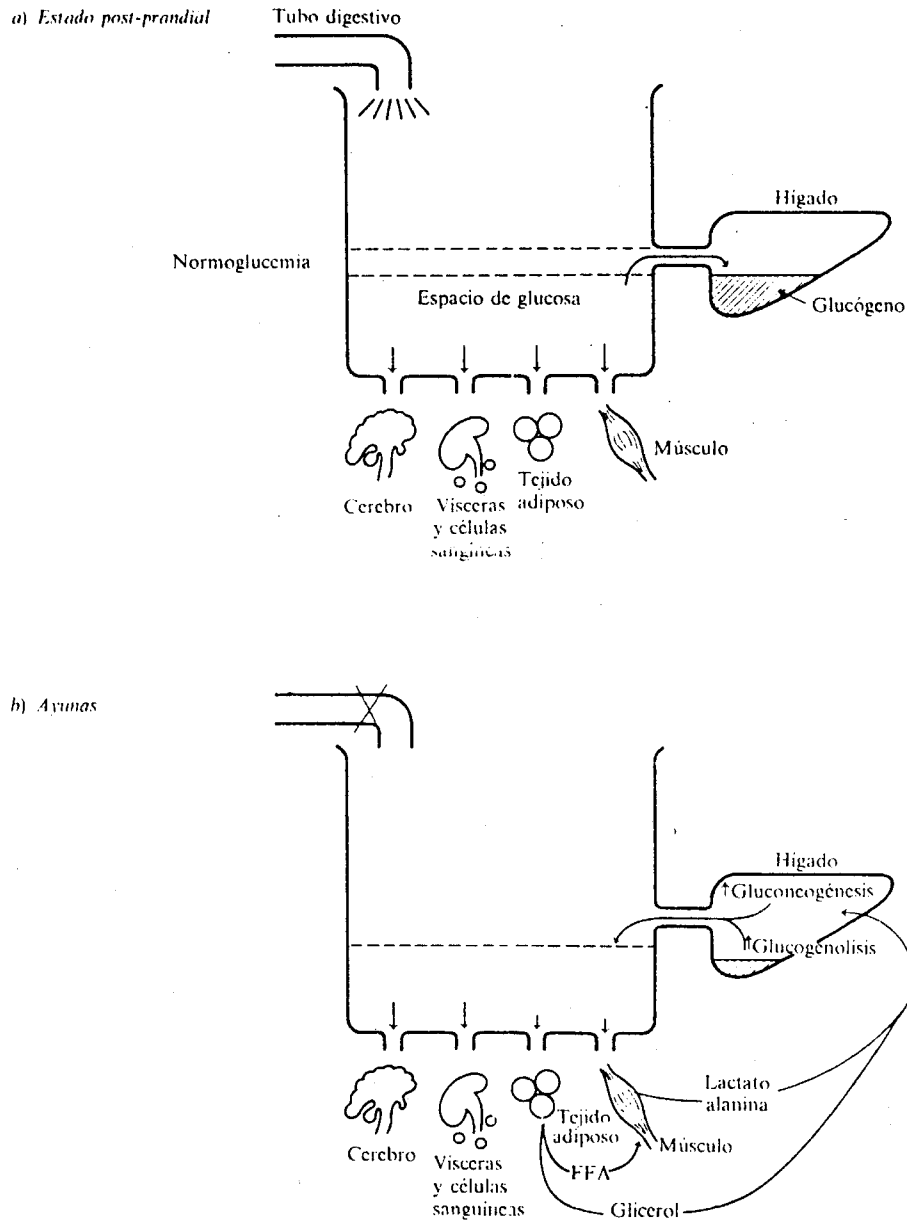 a) Estado post-prandial
Tubo digestivo
Hígado
Normoglucemia
Espacio de glucosa
Glucógeno
Cerebro
Vísceras
y células
sangíneas
Tejido
adiposo
Músculo
b) Ayunas
Hígado
↑Gluconeogénesis
↑Glucogenolisis
Lactato
alanina
Cerebro
Vísceras
y células
sanguíneas
Tejido
adiposo
Músculo
FFA
Glicerol